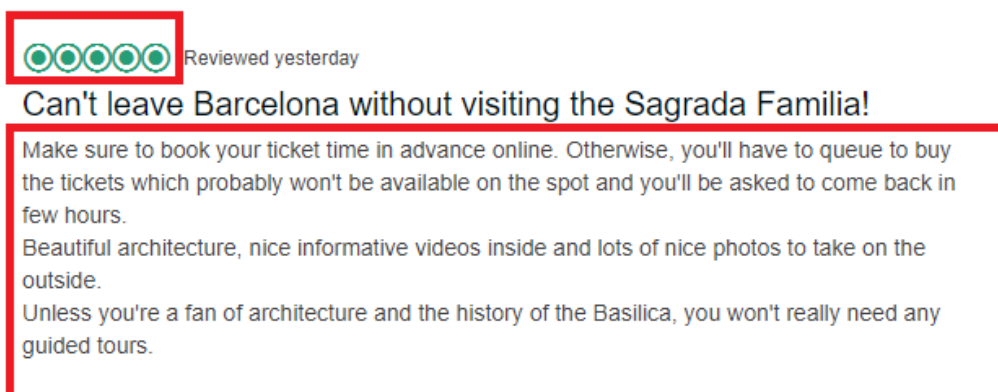 Reviewed yesterday
Can't leave Barcelona without visiting the Sagrada Familia!
Make sure to book your ticket time in advance online. Otherwise, you'll have to queue to buy
the tickets which probably won't be available on the spot and you'll be asked to come back in
few hours.
Beautiful architecture, nice informative videos inside and lots of nice photos to take on the
outside.
Unless you're a fan of architecture and the history of the Basilica, you won't really need any
guided tours.